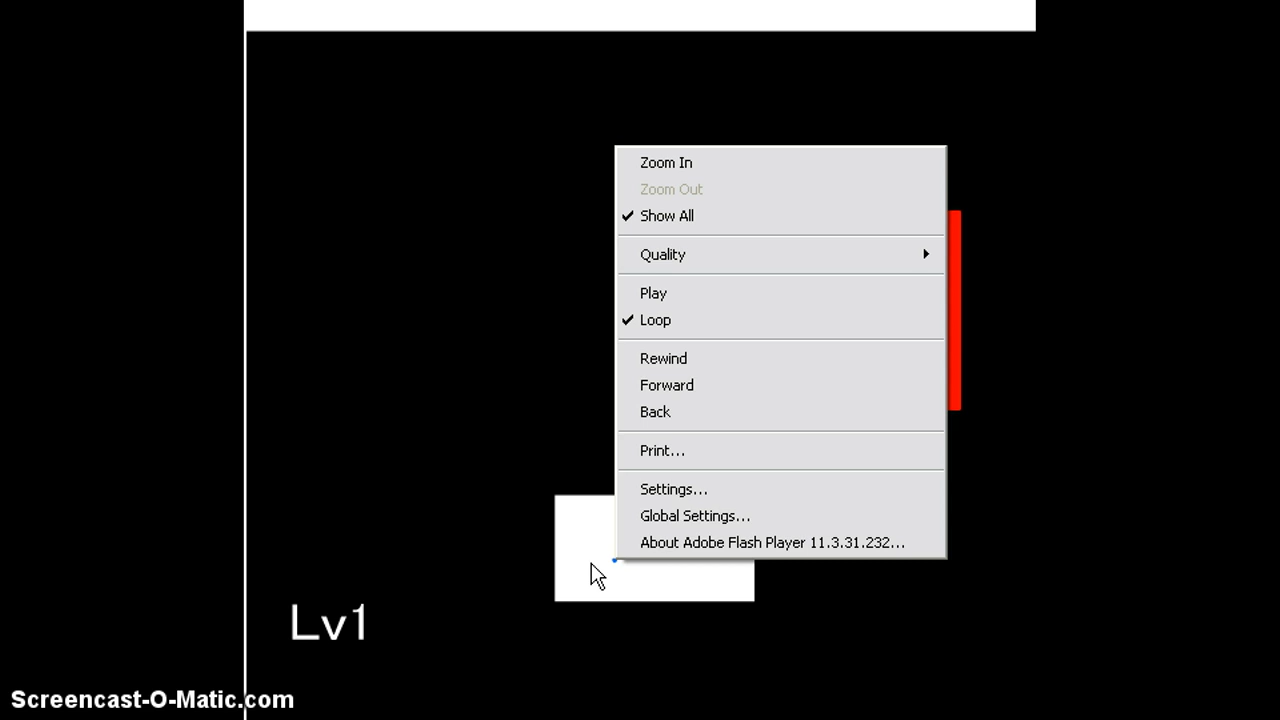 Zoom In
Zoom Out
Show All
Quality
Play
Loop
Rewind
Forward
Back
Print...
Settings...
Global Settings...
About Adobe Flash Player 11.3.31.232...
Lv1
Screencast-O-Matic.com